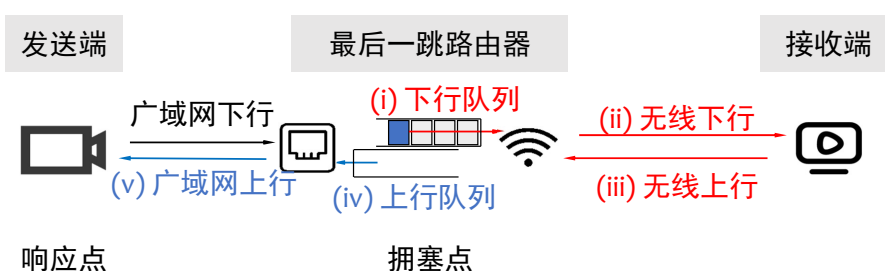 发送端
最后一跳路由器
接收端
(i) 下行队列
广域网下行
(ii) 无线下行
(v) 广域网上行
(iv) 上行队列
(iii) 无线上行
响应点
拥塞点